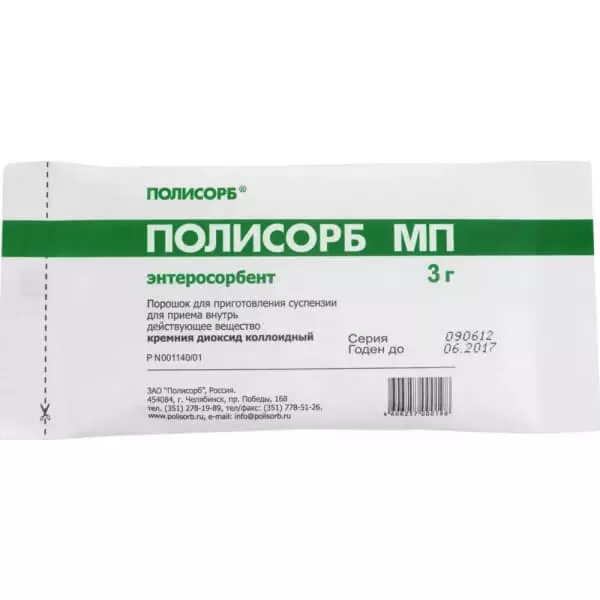 ПОЛИСОРБ®
ПОЛИСОРБ МП
энтеросорбент 3 г
Порошок для приготовления суспензии
для приема внутрь
действующее вещество
кремния диоксид коллоидный
Серия 090612
Годен до 06.2017
P N001140/01
ЗАО "Полисорб", Россия.
454084, г. Челябинск, пр. Победы, 168
тел. (351) 278-19-89, тел/факс: (351) 778-51-26.
www.polisorb.ru, e-mail: info@polisorb.ru